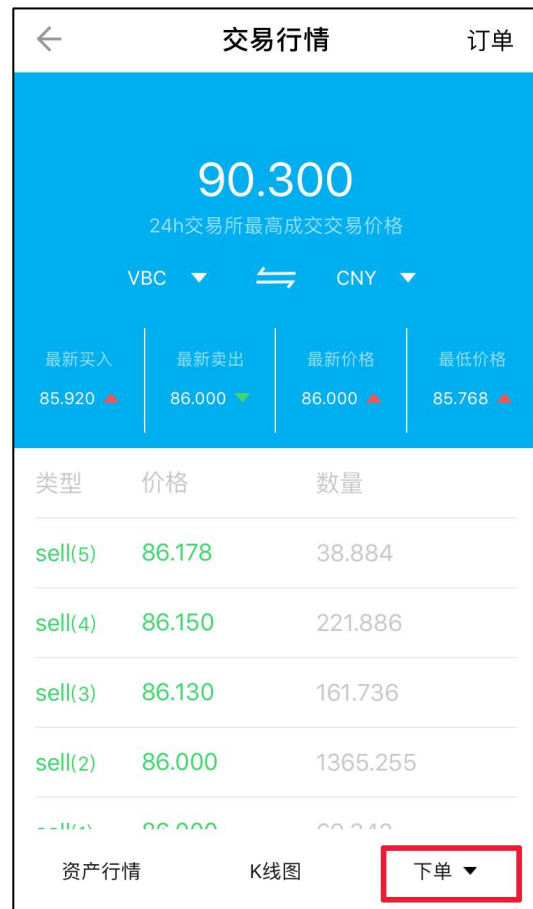 交易行情 订单
90.300
24h交易所最高成交交易价格
VBC CNY
最新买入 最新卖出 最新价格 最低价格
85.920 86.000 86.000 85.768
类型 价格 数量
sell(5) 86.178 38.884
sell(4) 86.150 221.886
sell(3) 86.130 161.736
sell(2) 86.000 1365.255
资产行情 K线图 下单